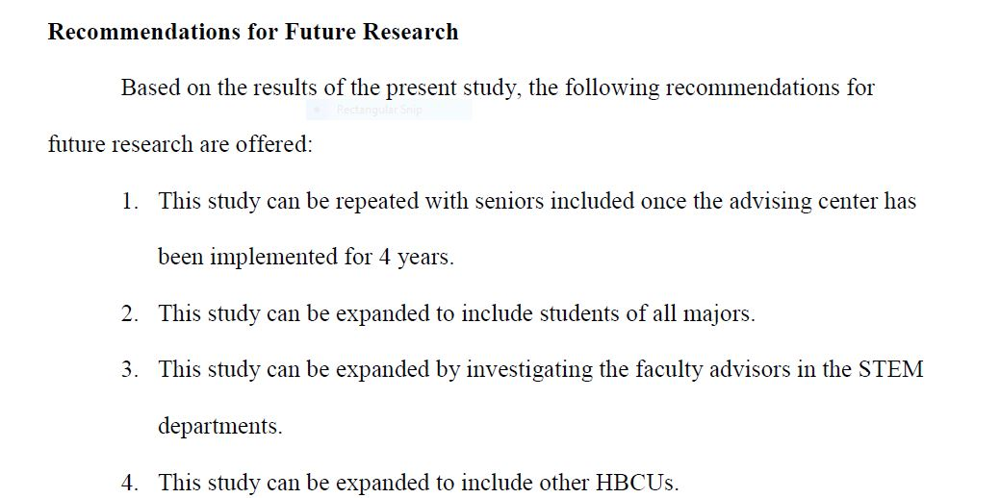 Recommendations for Future Research
Based on the results of the present study, the following recommendations for
Rectangular Snip
future research are offered:
1. This study can be repeated with seniors included once the advising center has
been implemented for 4 years.
2. This study can be expanded to include students of all majors.
3. This study can be expanded by investigating the faculty advisors in the STEM
departments.
4. This study can be expanded to include other HBCUs.